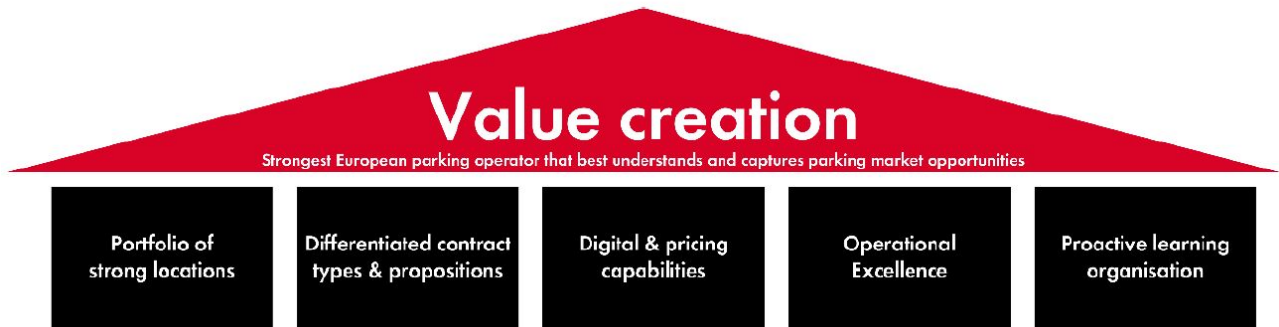 Value creation
Strongest European parking operator that best understands and captures parking market opportunities
Portfolio of
strong locations
Differentiated contract
types & propositions
Digital & pricing
capabilities
Operational
Excellence
Proactive learning
organisation